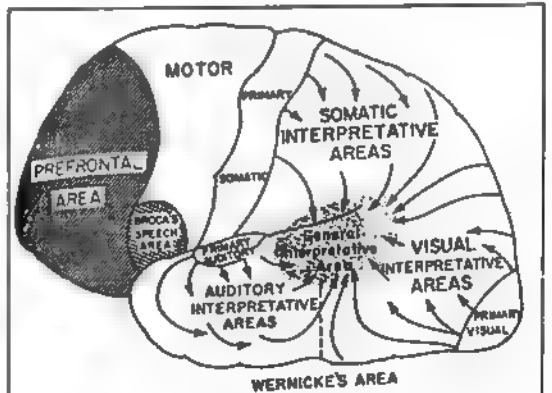 MOTOR
PRIMARY
SOMATIC
SOMATIC
INTERPRETATIVE
AREAS
PREFRONTAL
AREA
BROCA'S
SPEECH
AREA
PRIMARY
AUDITORY
General
Interpretative
Area
AUDITORY
INTERPRETATIVE
AREAS
VISUAL
INTERPRETATIVE
AREAS
PRIMARY
VISUAL
WERNICKE'S AREA